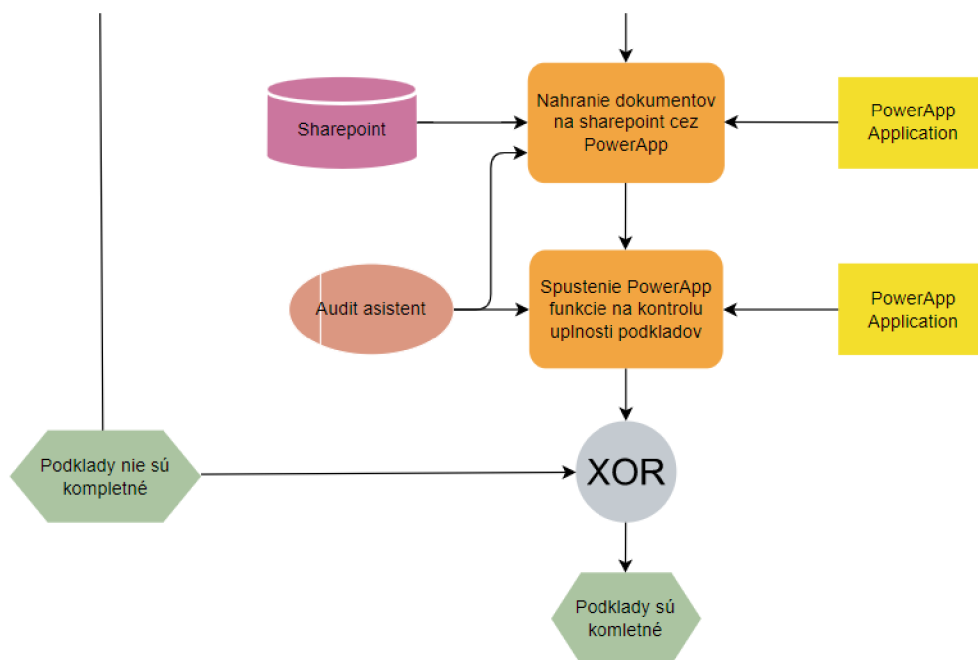 Nahranie dokumentov
na sharepoint cez
PowerApp
Sharepoint
PowerApp
Application
Spustenie PowerApp
funkcie na kontrolu
uplnosti podkladov
Audit asistent
PowerApp
Application
Podklady nie sú
kompletné
XOR
Podklady sú
komletné